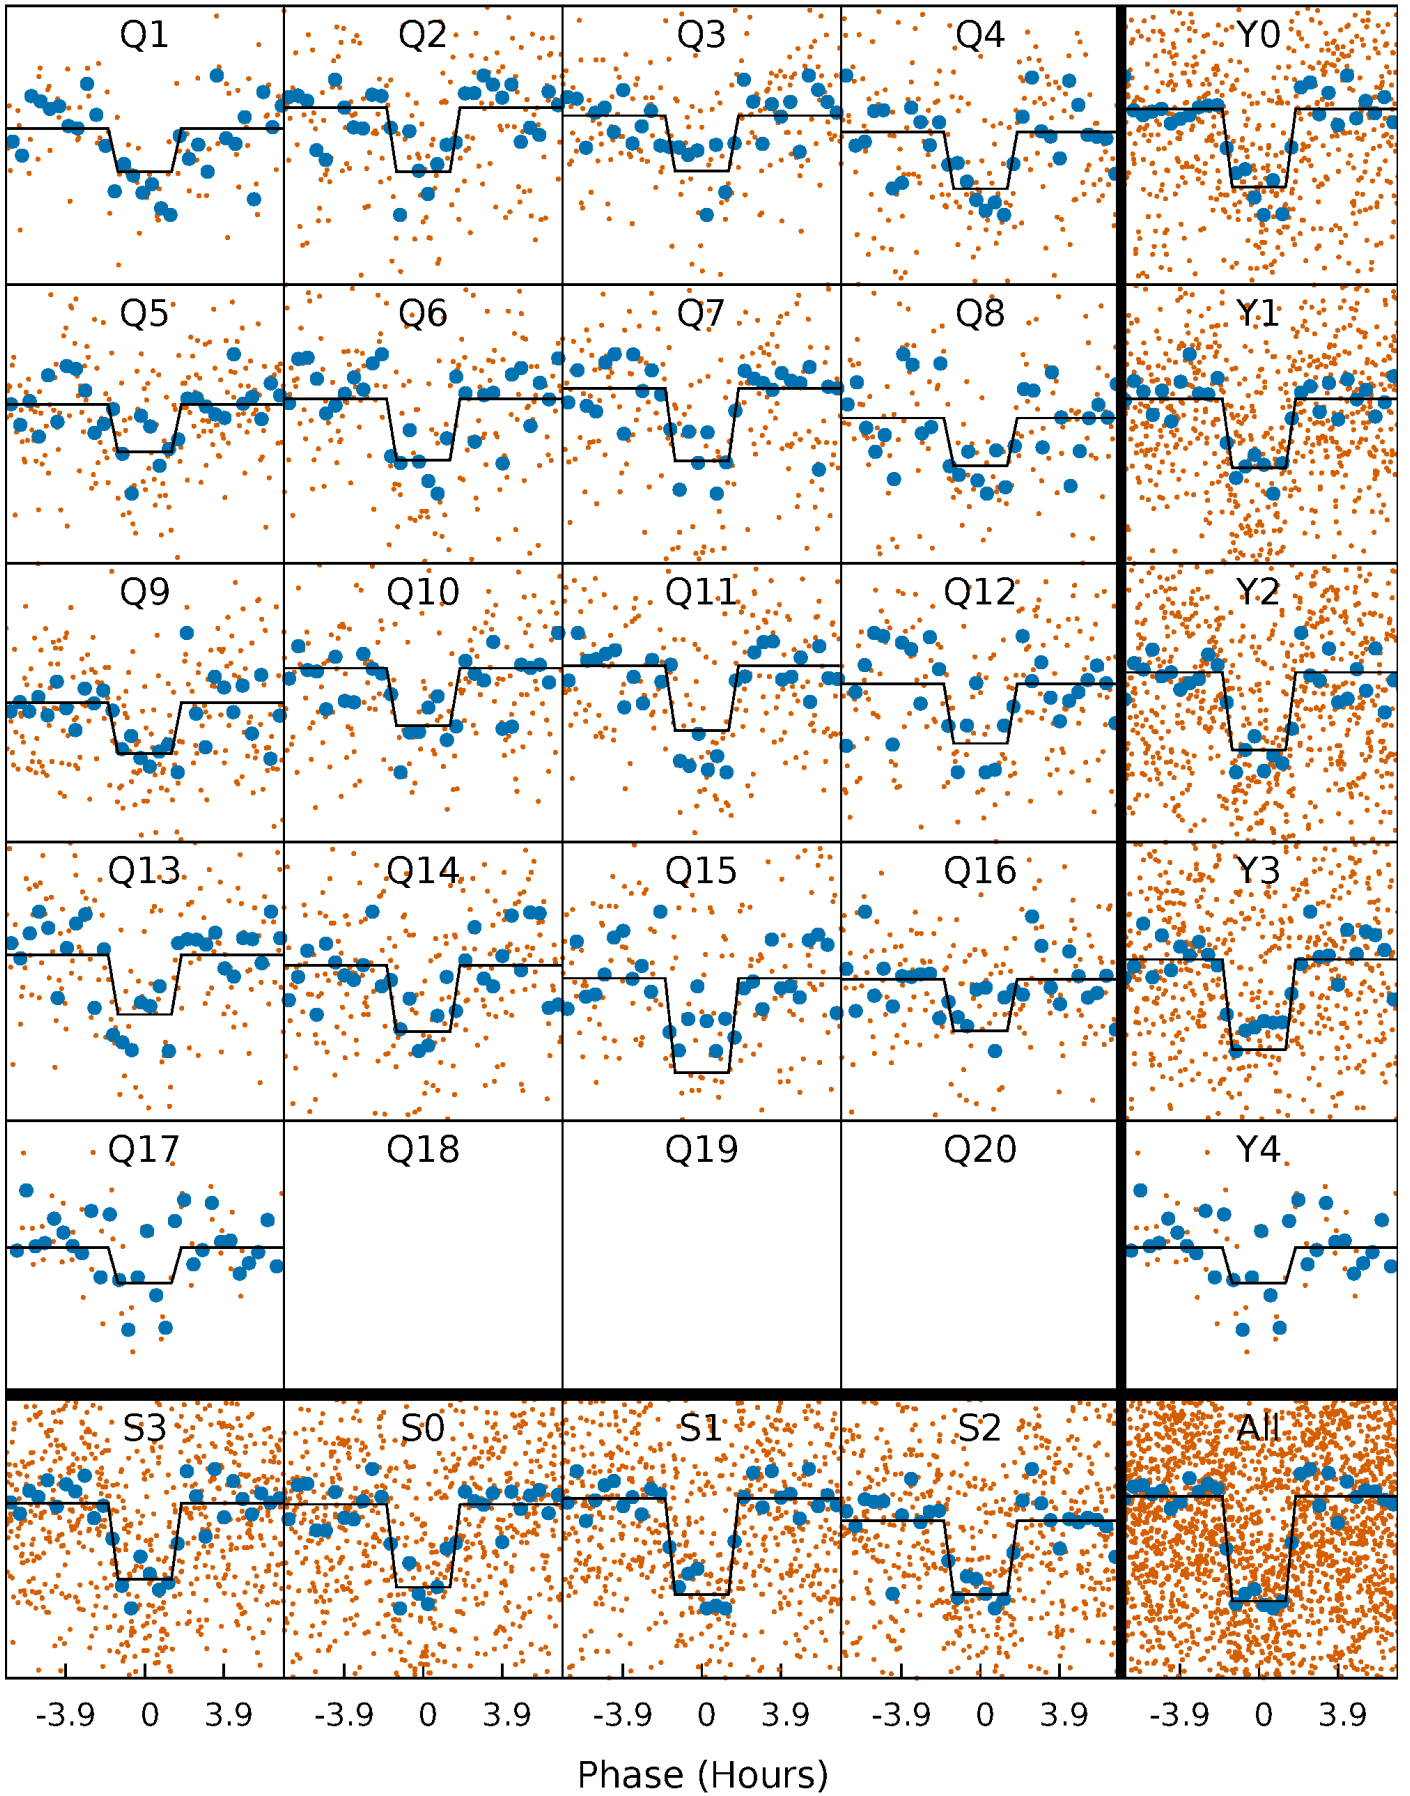 Q1 Q2 Q3 Q4 Y0
Q5 Q6 Q7 Q8 Y1
Q9 Q10 Q11 Q12 Y2
Q13 Q14 Q15 Q16 Y3
Q17 Q18 Q19 Q20 Y4
S3 S0 S1 S2 All
-3.9 0 3.9 -3.9 0 3.9 -3.9 0 3.9 -3.9 0 3.9 -3.9 0 3.9
Phase (Hours)